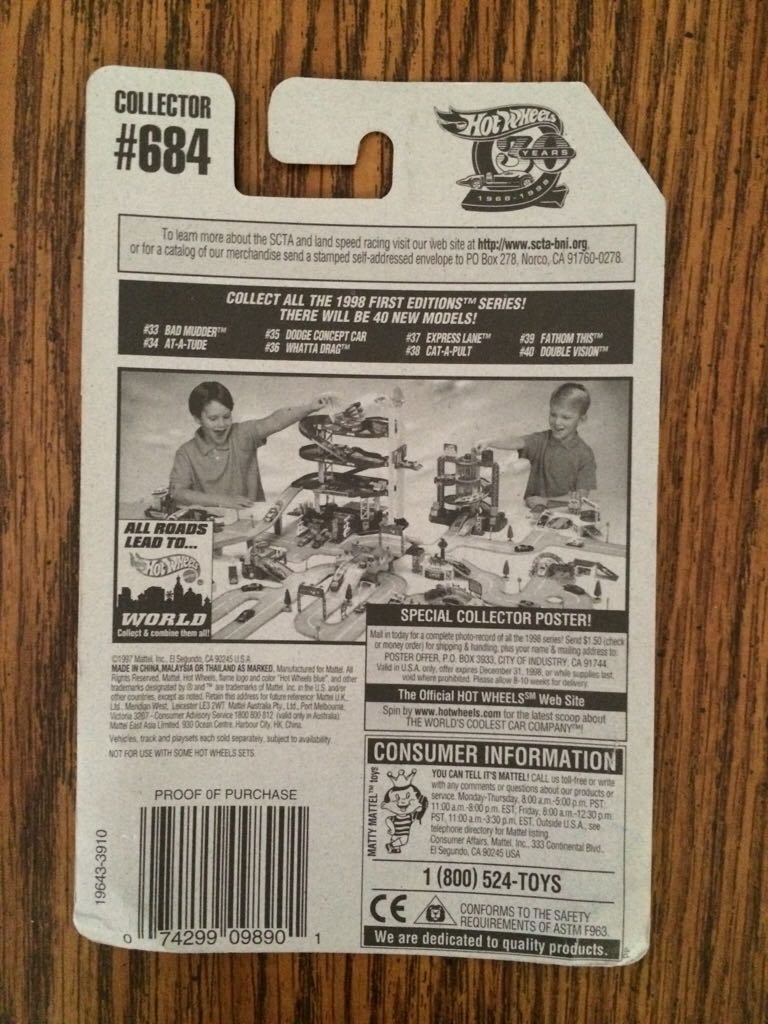 COLLECTOR
#684
HOT WHEELS
30
YEARS
1968-1998
To learn more about the SCTA and land speed racing visit our web site at http://www.scta-bni.org,
or for a catalog of our merchandise send a stamped self-addressed envelope to PO Box 278, Norco, CA 91760-0278.
COLLECT ALL THE 1998 FIRST EDITIONS™ SERIES!
THERE WILL BE 40 NEW MODELS!
#33 BAD MUDDER™ #35 DODGE CONCEPT CAR #37 EXPRESS LANE™ #39 FATHOM THIS™
#34 AT-A-TUDE #36 WHATTA DRAG™ #38 CAT-A-PULT #40 DOUBLE VISION™
ALL ROADS
LEAD TO...
HOT WHEELS
WORLD
Collect & combine them all!
SPECIAL COLLECTOR POSTER!
Mail in today for a complete photo-record of all the 1998 series! Send $1.50 (check
or money order) for shipping & handling, plus your name & mailing address to:
POSTER OFFER, P.O. BOX 3933, CITY OF INDUSTRY, CA 91744.
Valid in U.S.A. only, offer expires December 31, 1998, or while supplies last,
void where prohibited. Please allow 8-10 weeks for delivery.
The Official HOT WHEELS℠ Web Site
Spin by www.hotwheels.com for the latest scoop about
THE WORLD'S COOLEST CAR COMPANY™!
©1997 Mattel, Inc., El Segundo, CA 90245 U.S.A.
MADE IN CHINA, MALAYSIA OR THAILAND AS MARKED. Manufactured for Mattel. All
Rights Reserved. Mattel, Hot Wheels, flame logo and color "Hot Wheels blue", and other
trademarks designated by ® and ™ are trademarks of Mattel, Inc. in the U.S. and/or
other countries, except as noted. Retain this address for future reference: Mattel U.K.,
Ltd., Meridian West, Leicester LE3 2WT. Mattel Australia Pty., Ltd., Port Melbourne,
Victoria 3207 - Consumer Advisory Service 1800 800 812 (valid only in Australia).
Mattel East Asia Limited, 930 Ocean Centre, Harbour City, HK, China.
Vehicles, track and playsets each sold separately, subject to availability.
NOT FOR USE WITH SOME HOT WHEELS SETS.
CONSUMER INFORMATION
MATTY MATTEL™ toys
YOU CAN TELL IT'S MATTEL! CALL us toll-free or write
with any comments or questions about our products or
service. Monday-Thursday, 8:00 a.m.-5:00 p.m. PST,
11:00 a.m.-8:00 p.m. EST; Friday, 8:00 a.m.-12:30 p.m.
PST, 11:00 a.m.-3:30 p.m. EST. Outside U.S.A., see
telephone directory for Mattel listing.
Consumer Affairs, Mattel, Inc., 333 Continental Blvd.,
El Segundo, CA 90245 USA
1 (800) 524-TOYS
CE
CONFORMS TO THE SAFETY
REQUIREMENTS OF ASTM F963.
We are dedicated to quality products.
PROOF OF PURCHASE
19643-3910
0 74299 09890 1